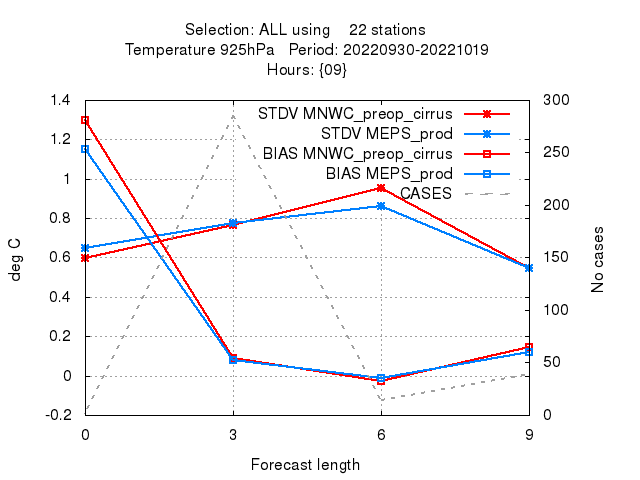 Selection: ALL using    22 stations
Temperature 925hPa   Period: 20220930-20221019
Hours: {09}
1.4
1.2
1
0.8
0.6
0.4
0.2
0
-0.2
300
250
200
150
100
50
0
STDV MNWC_preop_cirrus
STDV MEPS_prod
BIAS MNWC_preop_cirrus
BIAS MEPS_prod
CASES
deg C
No cases
0 3 6 9
Forecast length